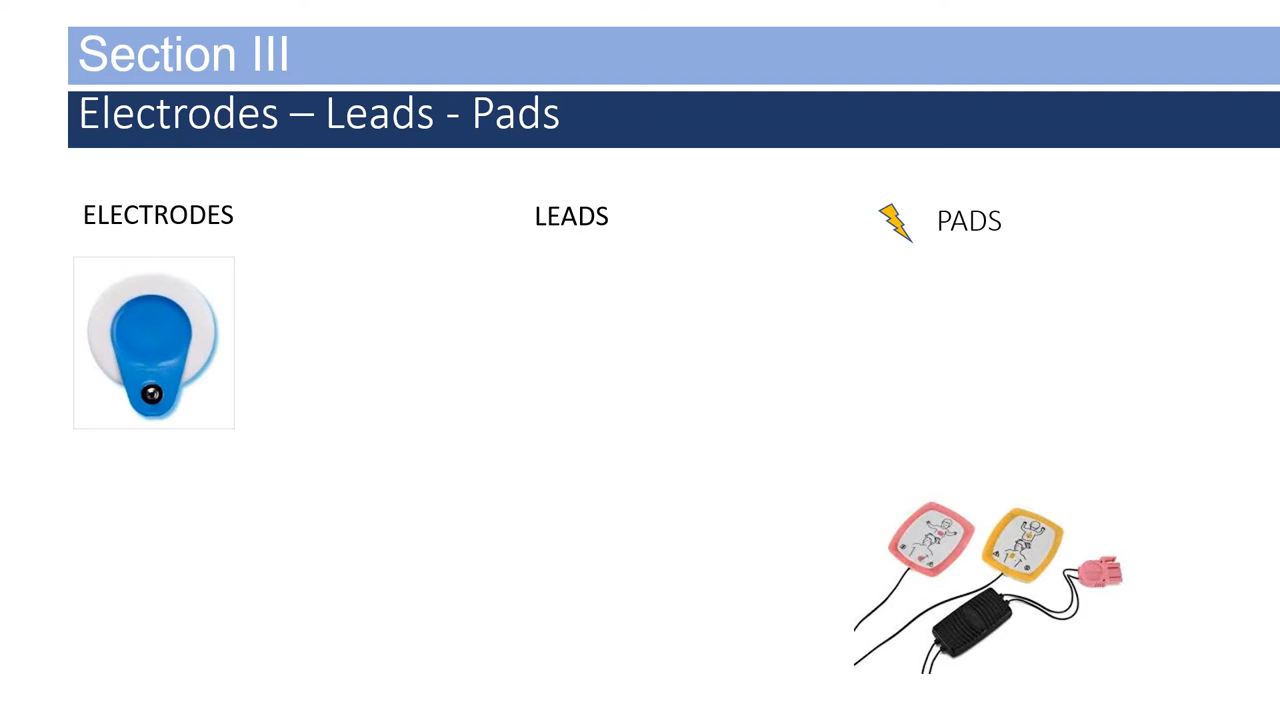 Section III
Electrodes – Leads - Pads
ELECTRODES
LEADS
PADS